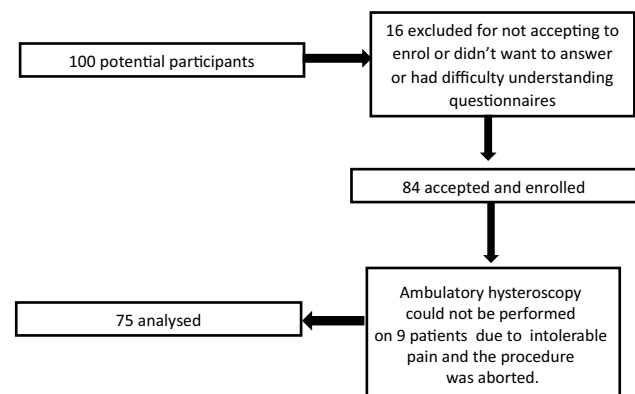 100 potential participants
16 excluded for not accepting to
enrol or didn't want to answer
or had difficulty understanding
questionnaires
84 accepted and enrolled
Ambulatory hysteroscopy
could not be performed
on 9 patients due to intolerable
pain and the procedure
was aborted.
75 analysed